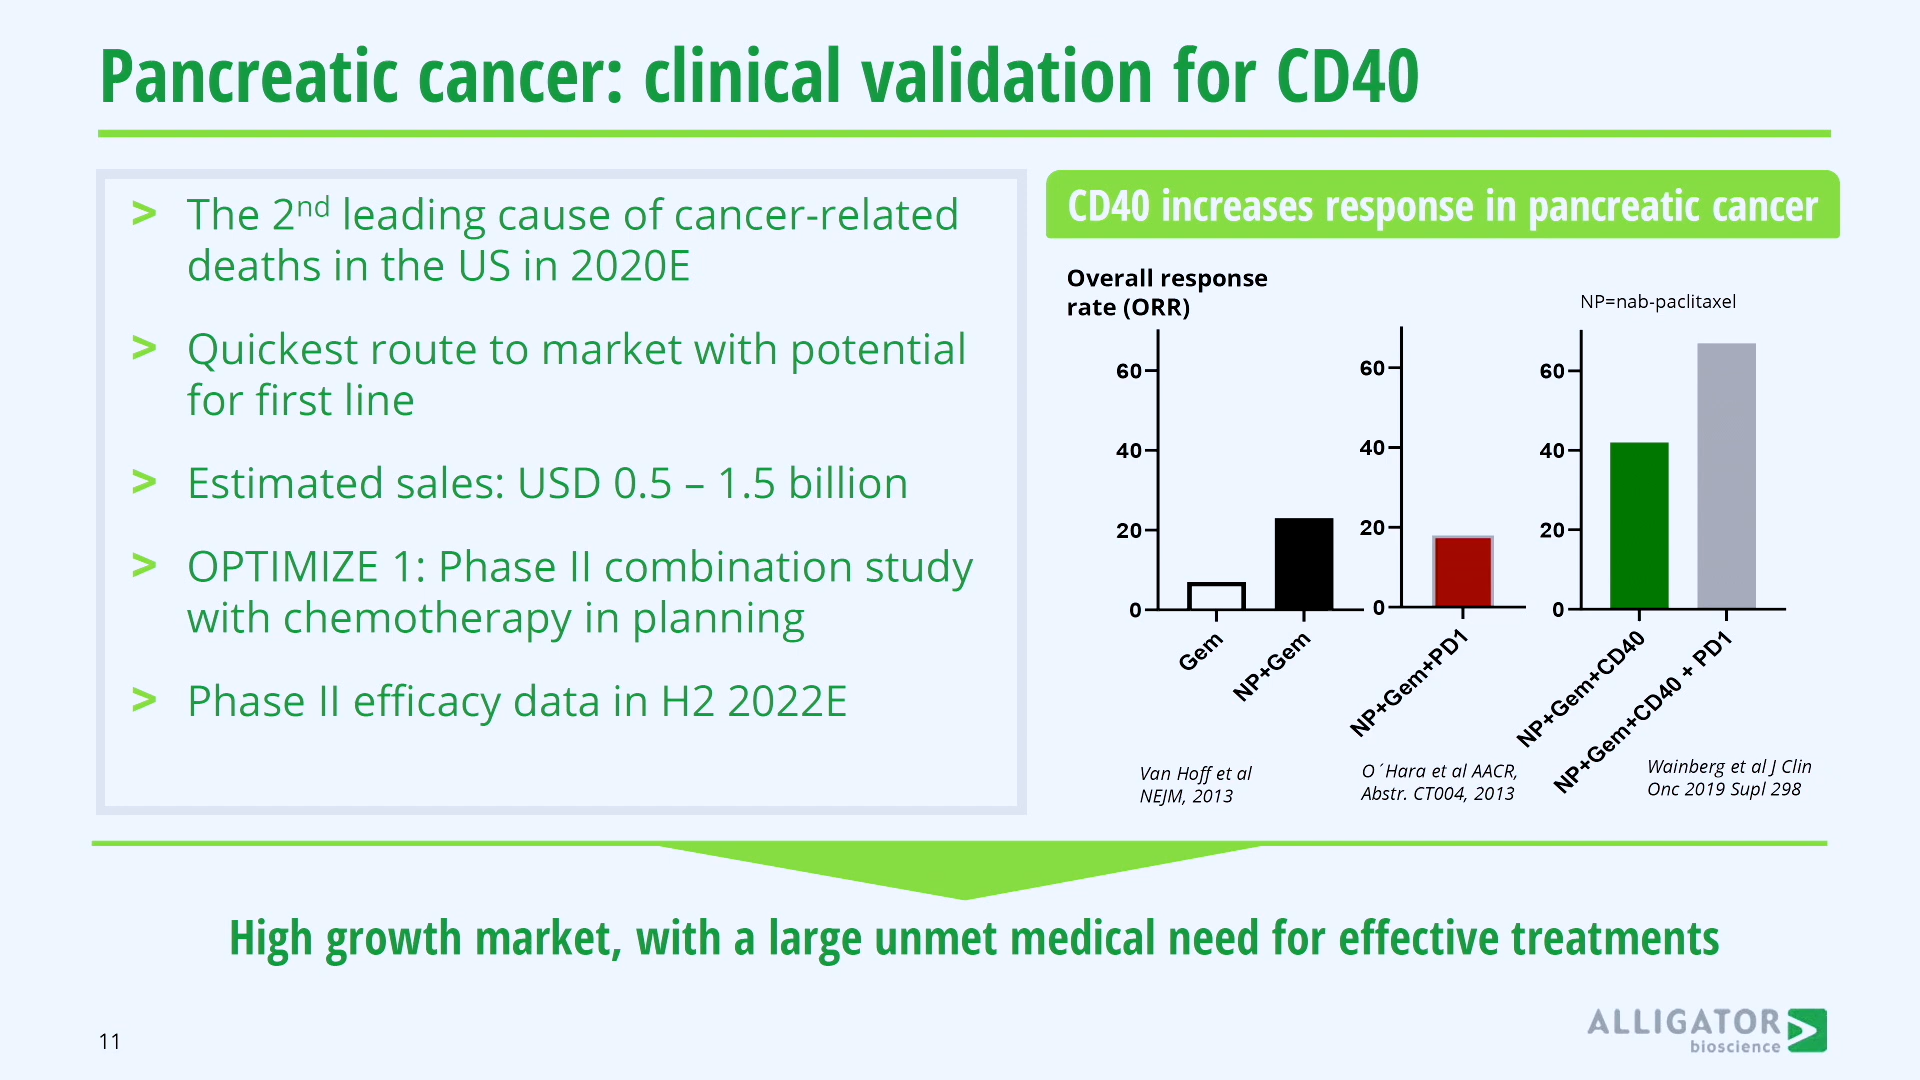 Pancreatic cancer: clinical validation for CD40
> The 2nd leading cause of cancer-related
deaths in the US in 2020E
> Quickest route to market with potential
for first line
> Estimated sales: USD 0.5 – 1.5 billion
> OPTIMIZE 1: Phase II combination study
with chemotherapy in planning
> Phase II efficacy data in H2 2022E
CD40 increases response in pancreatic cancer
Overall response
rate (ORR)
NP=nab-paclitaxel
60
40
20
0
Gem
NP+Gem
60
40
20
0
NP+Gem+PD1
60
40
20
0
NP+Gem+CD40
NP+Gem+CD40 + PD1
Van Hoff et al
NEJM, 2013
O´Hara et al AACR,
Abstr. CT004, 2013
Wainberg et al J Clin
Onc 2019 Supl 298
High growth market, with a large unmet medical need for effective treatments
11
ALLIGATOR
bioscience